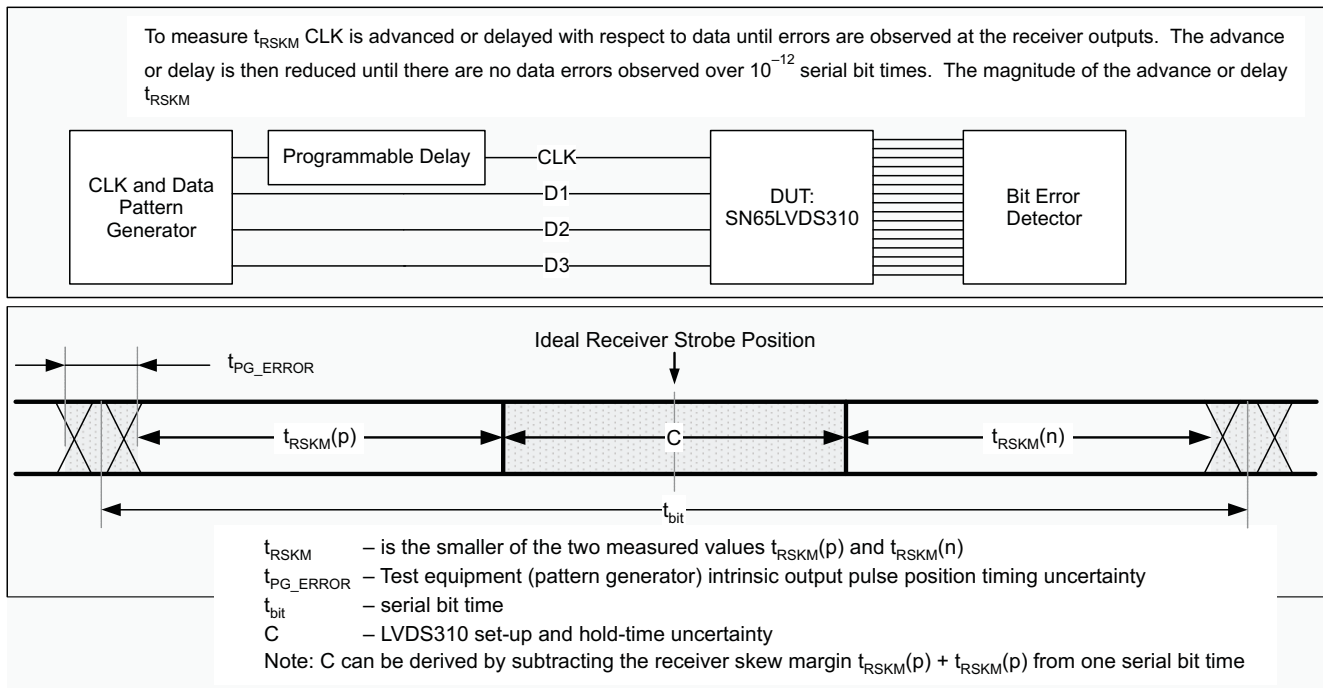 To measure tRSKM CLK is advanced or delayed with respect to data until errors are observed at the receiver outputs. The advance
or delay is then reduced until there are no data errors observed over 10−12 serial bit times. The magnitude of the advance or delay
tRSKM
CLK and Data
Pattern
Generator
Programmable Delay
CLK
D1
D2
D3
DUT:
SN65LVDS310
Bit Error
Detector
Ideal Receiver Strobe Position
tPG_ERROR
tRSKM(p)
C
tRSKM(n)
tbit
tRSKM – is the smaller of the two measured values tRSKM(p) and tRSKM(n)
tPG_ERROR – Test equipment (pattern generator) intrinsic output pulse position timing uncertainty
tbit – serial bit time
C – LVDS310 set-up and hold-time uncertainty
Note: C can be derived by subtracting the receiver skew margin tRSKM(p) + tRSKM(p) from one serial bit time